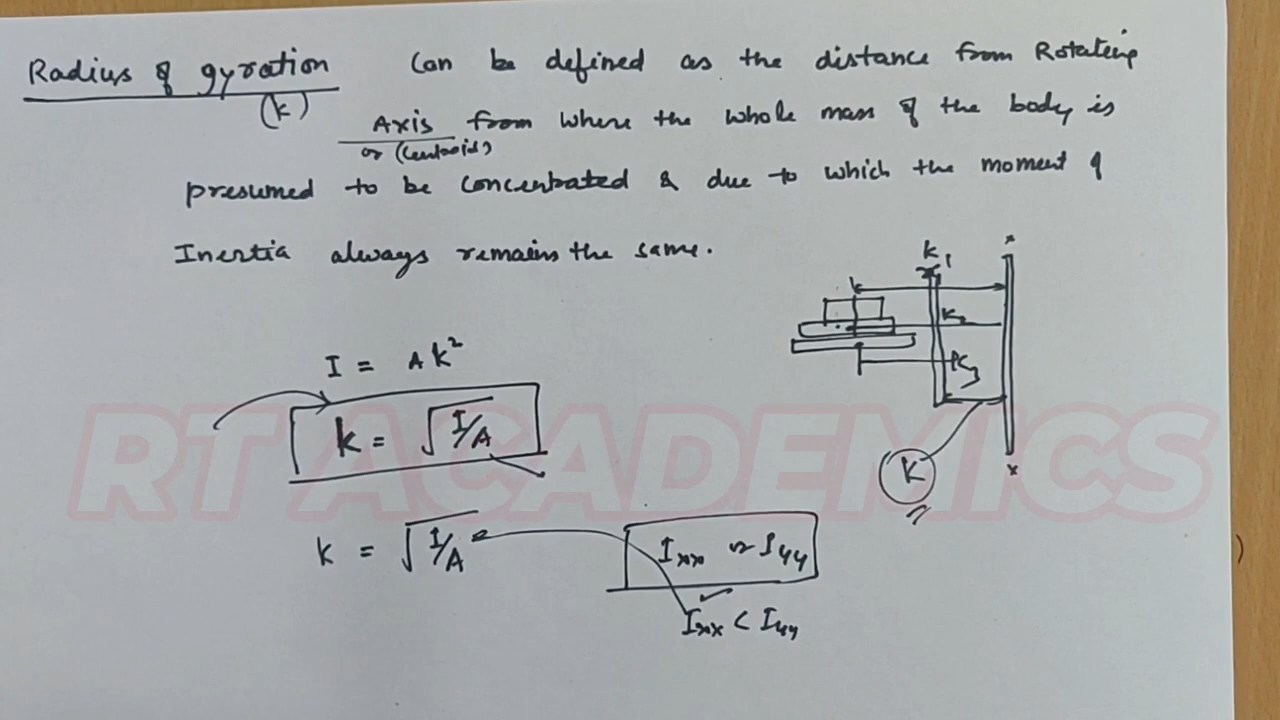 Radius of gyration can be defined as the distance from Rotating
(k)
Axis from where the whole mass of the body is
or (Centroid)
presumed to be concentrated & due to which the moment of
Inertia always remains the same.
k1
x
k2
k3
I = Ak²
k = √I/A
K
x
k = √I/A
Ixx or Iyy
Ixx < Iyy
RT ACADEMICS